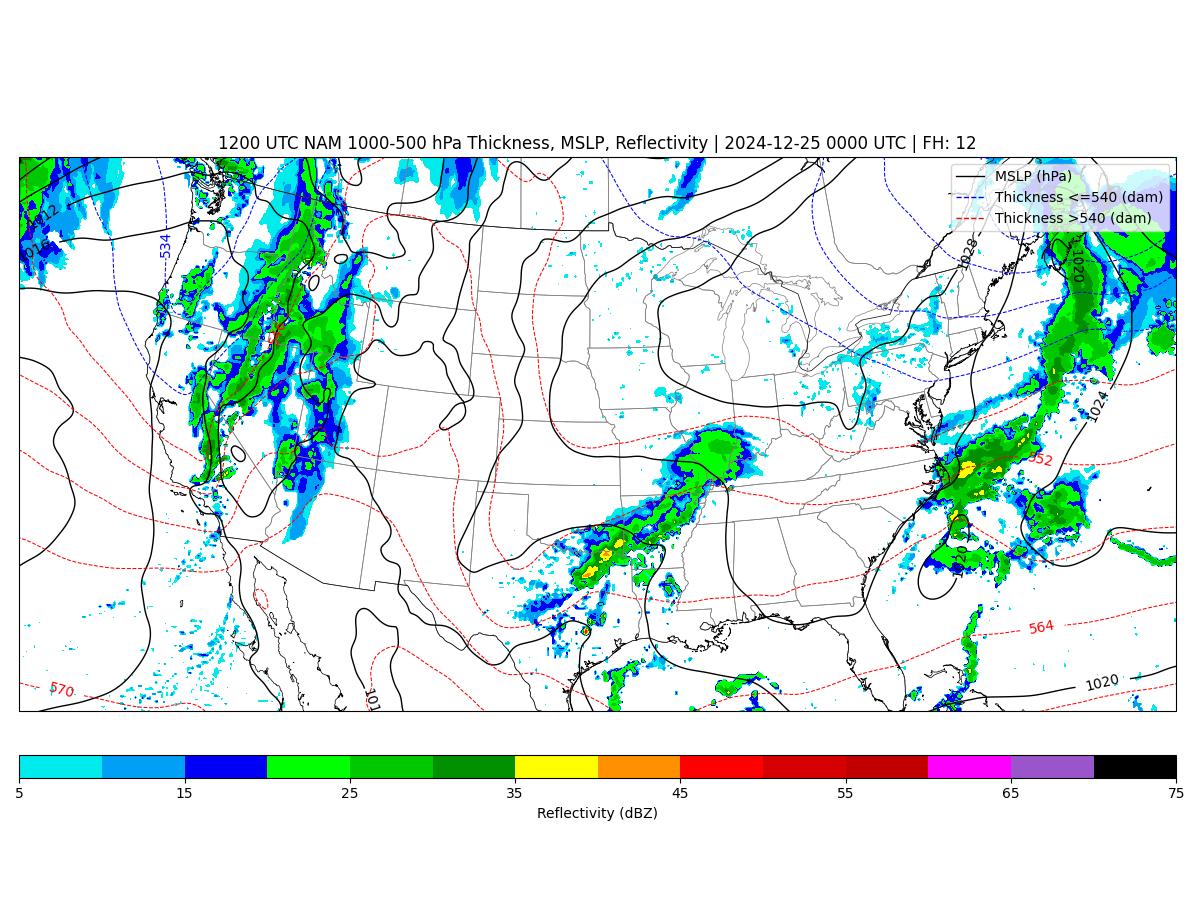 1200 UTC NAM 1000-500 hPa Thickness, MSLP, Reflectivity | 2024-12-25 0000 UTC | FH: 12
MSLP (hPa)
Thickness <=540 (dam)
Thickness >540 (dam)
1012
1016
534
1028
1020
1024
552
1020
564
570
101
1020
5 15 25 35 45 55 65 75
Reflectivity (dBZ)